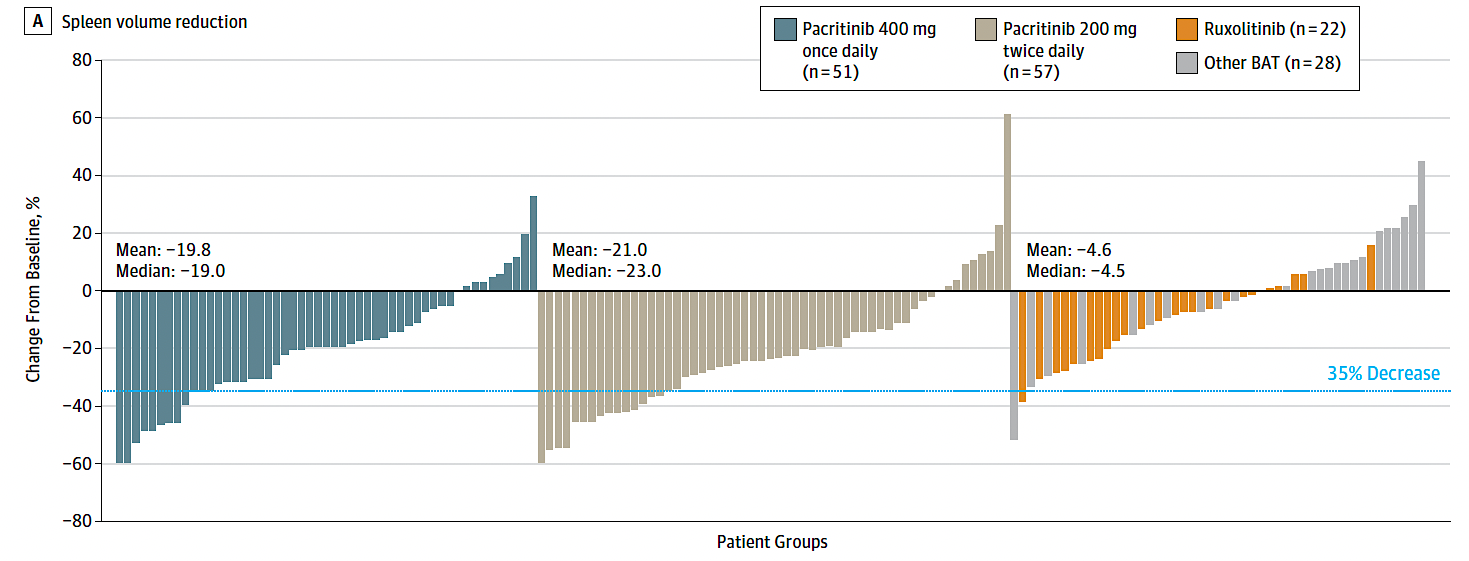 A Spleen volume reduction
Pacritinib 400 mg
once daily
(n=51)
Pacritinib 200 mg
twice daily
(n=57)
Ruxolitinib (n=22)
Other BAT (n=28)
Change From Baseline, %
80
60
40
20
0
−20
−40
−60
−80
Mean: −19.8
Median: −19.0
Mean: −21.0
Median: −23.0
Mean: −4.6
Median: −4.5
35% Decrease
Patient Groups